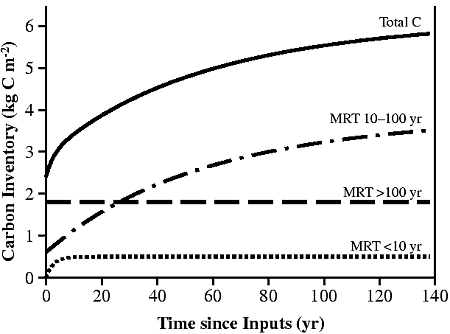 Total C
MRT 10–100 yr
MRT >100 yr
MRT <10 yr
Carbon Inventory (kg C m-2)
6
5
4
3
2
1
0
0 20 40 60 80 100 120 140
Time since Inputs (yr)